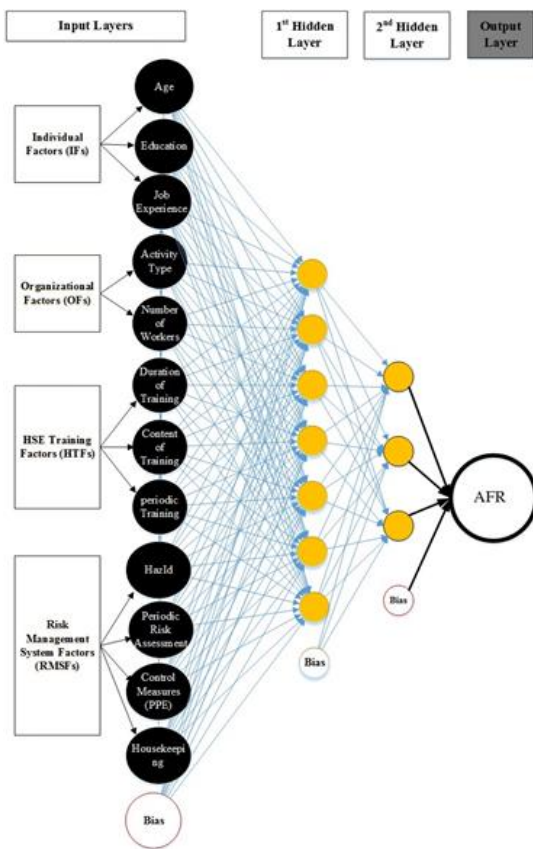 Input Layers
1st Hidden
Layer
2nd Hidden
Layer
Output
Layer
Individual
Factors (IFs)
Age
Education
Job
Experience
Organizational
Factors (OFs)
Activity
Type
Number
of
Workers
HSE Training
Factors (HTFs)
Duration
of
Training
Content
of
Training
periodic
Training
Risk
Management
System Factors
(RMSFs)
HazId
Periodic
Risk
Assessment
Control
Measures
(PPE)
Housekeepi
ng
Bias
Bias
Bias
AFR